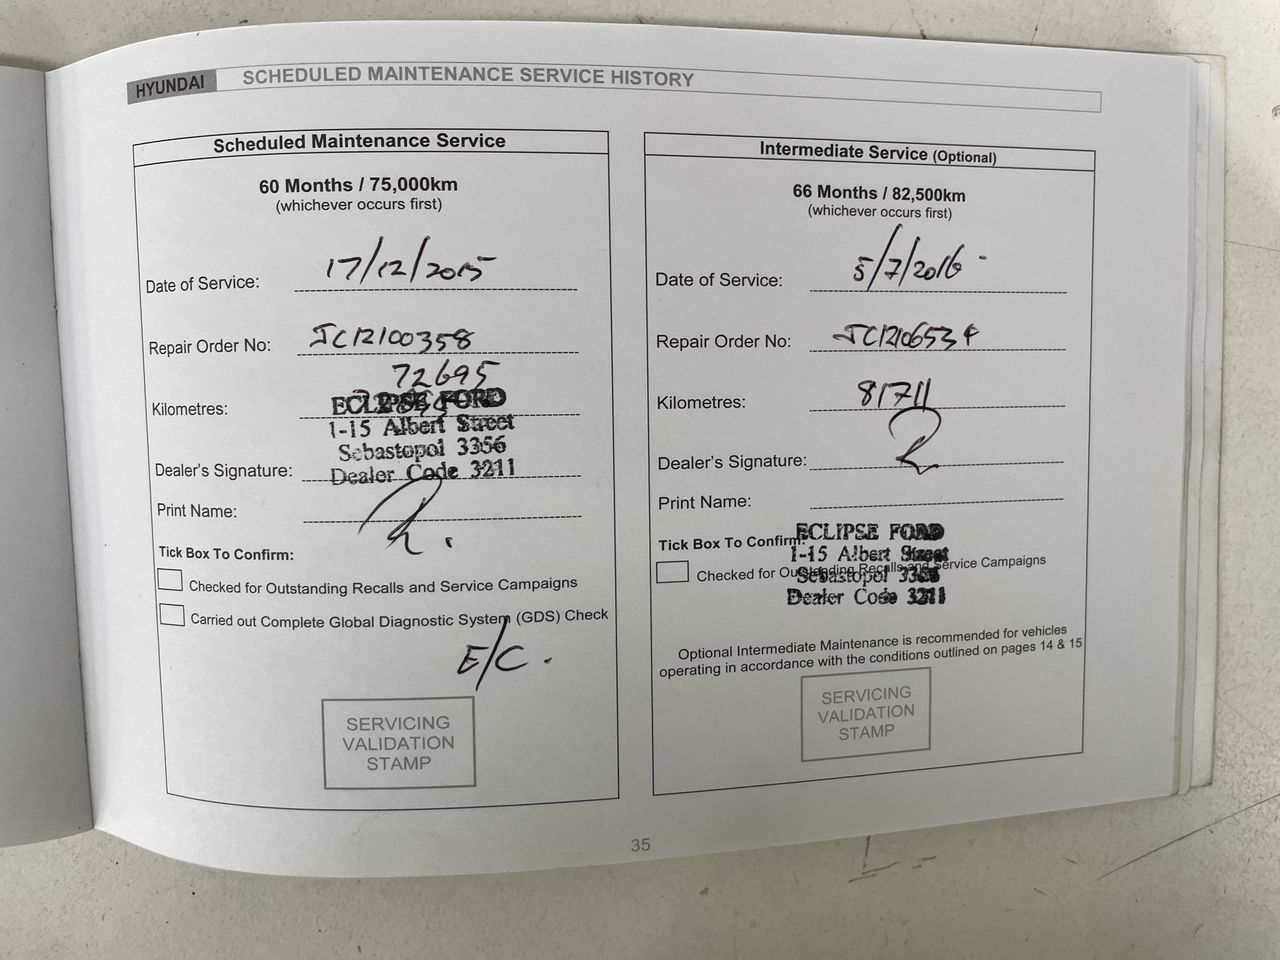 HYUNDAI SCHEDULED MAINTENANCE SERVICE HISTORY
Scheduled Maintenance Service
60 Months / 75,000km
(whichever occurs first)
Date of Service: 17/12/2015
Repair Order No: JC12100358
72695
Kilometres:
ECLIPSE FORD
1-15 Albert Street
Sebastopol 3356
Dealer's Signature: Dealer Code 3211
Print Name:
Tick Box To Confirm:
Checked for Outstanding Recalls and Service Campaigns
Carried out Complete Global Diagnostic System (GDS) Check
E/C.
SERVICING
VALIDATION
STAMP
Intermediate Service (Optional)
66 Months / 82,500km
(whichever occurs first)
Date of Service: 5/7/2016
Repair Order No: JC12106534
Kilometres: 81711
Dealer's Signature:
Print Name:
Tick Box To Confirm:
ECLIPSE FORD
1-15 Albert Street
Checked for Outstanding Recalls and Service Campaigns
Sebastopol 3356
Dealer Code 3211
Optional Intermediate Maintenance is recommended for vehicles
operating in accordance with the conditions outlined on pages 14 & 15
SERVICING
VALIDATION
STAMP
35